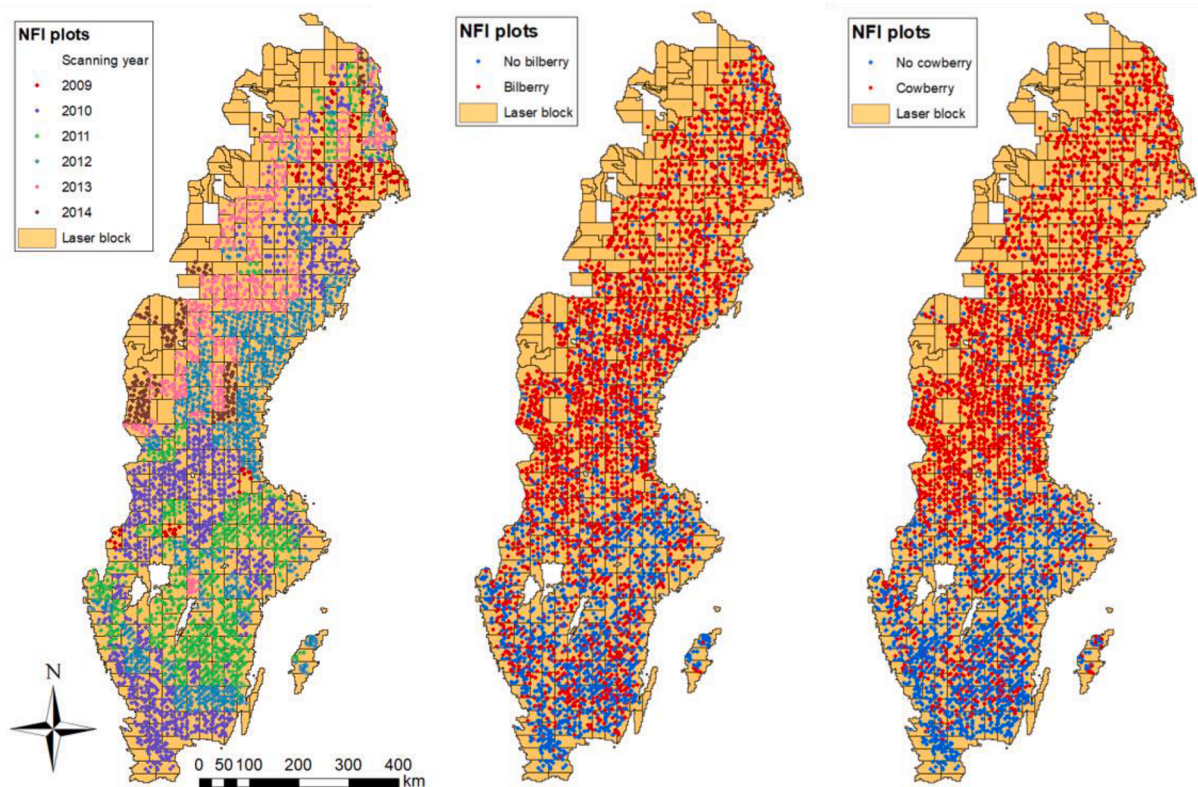 NFI plots
Scanning year
2009
2010
2011
2012
2013
2014
Laser block
NFI plots
No bilberry
Bilberry
Laser block
NFI plots
No cowberry
Cowberry
Laser block
N
0 50 100 200 300 400
km